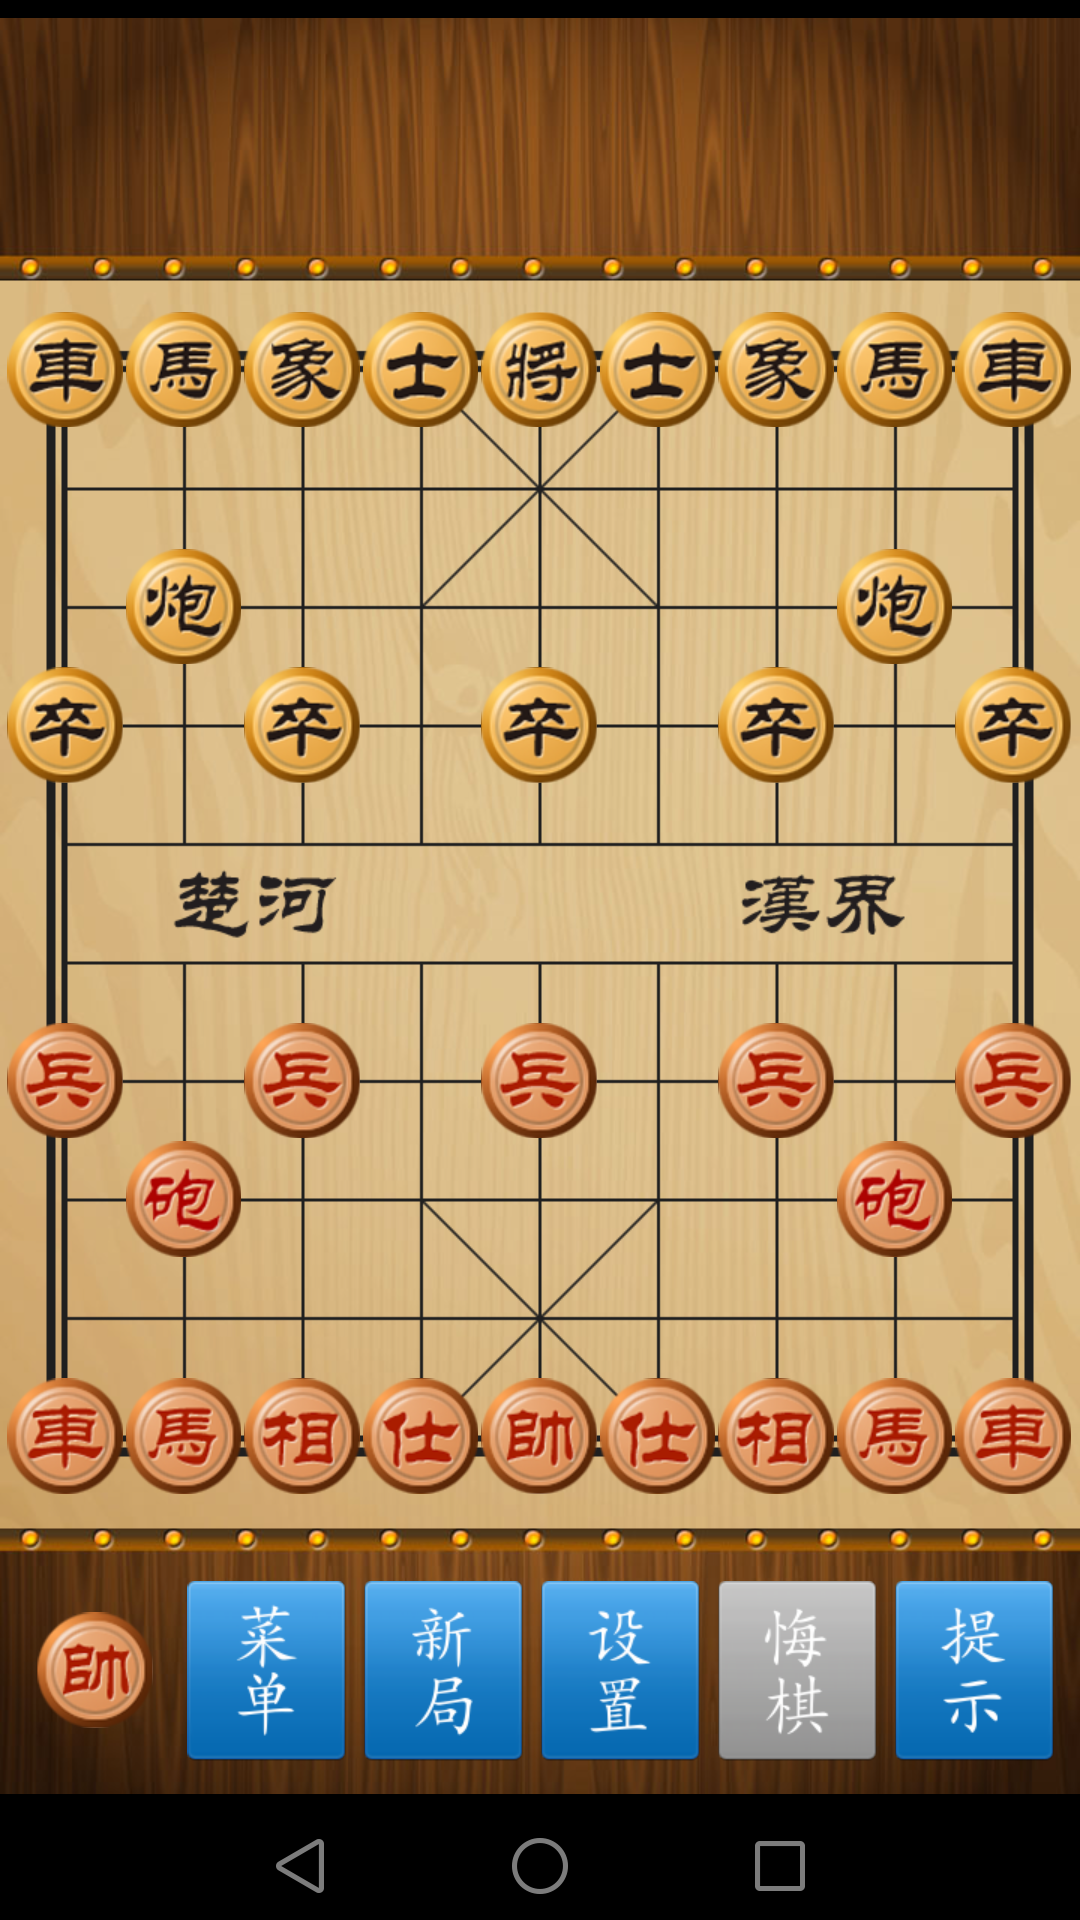 車馬象士將士象馬車
炮 炮
卒 卒 卒 卒 卒
楚河 漢界
兵 兵 兵 兵 兵
砲 砲
車馬相仕帥仕相馬車
帥 菜单 新局 设置 悔棋 提示